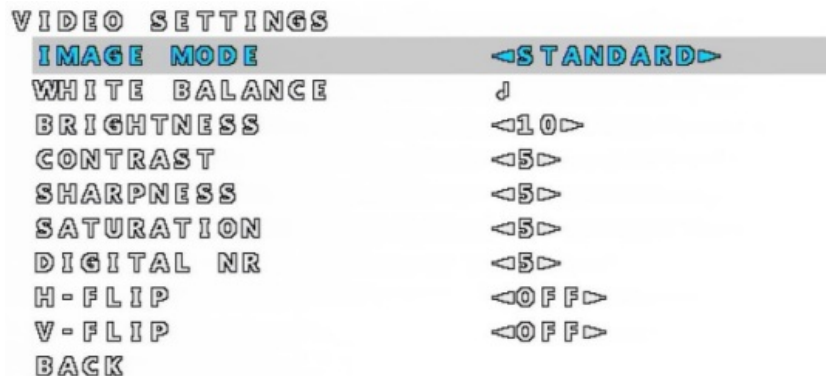 VIDEO SETTINGS
IMAGE MODE ◅STANDARD▻
WHITE BALANCE ↲
BRIGHTNESS ◅10▻
CONTRAST ◅5▻
SHARPNESS ◅5▻
SATURATION ◅5▻
DIGITAL NR ◅5▻
H-FLIP ◅OFF▻
V-FLIP ◅OFF▻
BACK